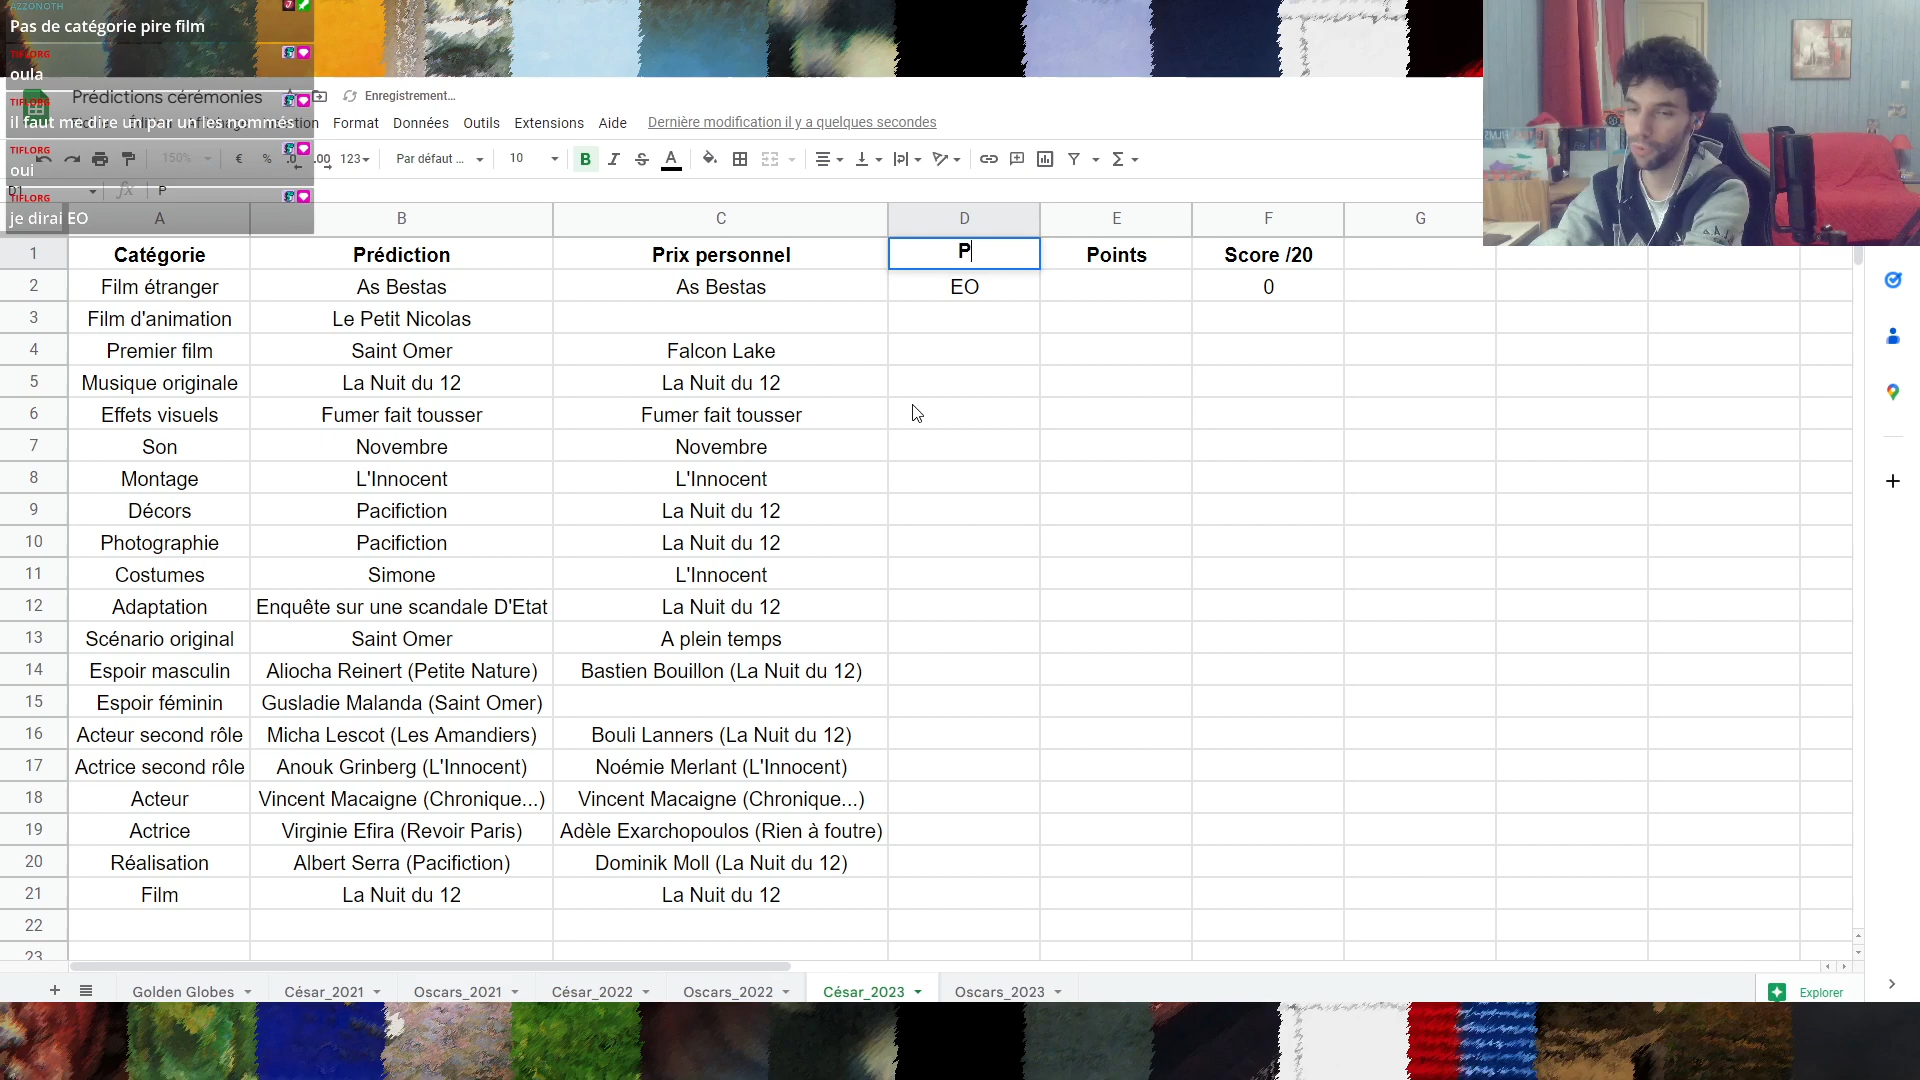 AZZONOTH
Pas de catégorie pire film
TIFLORG
oula
TIFLORG
il faut me dire un par un les nommés
TIFLORG
oui
TIFLORG
je dirai EO
Prédictions cérémonies
Enregistrement...
Format Données Outils Extensions Aide Dernière modification il y a quelques secondes
150% € % .0 .00 123 Par défaut ... 10 B I S A
D1 fx P
A B C D E F G
1 Catégorie Prédiction Prix personnel P Points Score /20
2 Film étranger As Bestas As Bestas EO 0
3 Film d'animation Le Petit Nicolas
4 Premier film Saint Omer Falcon Lake
5 Musique originale La Nuit du 12 La Nuit du 12
6 Effets visuels Fumer fait tousser Fumer fait tousser
7 Son Novembre Novembre
8 Montage L'Innocent L'Innocent
9 Décors Pacifiction La Nuit du 12
10 Photographie Pacifiction La Nuit du 12
11 Costumes Simone L'Innocent
12 Adaptation Enquête sur une scandale D'Etat La Nuit du 12
13 Scénario original Saint Omer A plein temps
14 Espoir masculin Aliocha Reinert (Petite Nature) Bastien Bouillon (La Nuit du 12)
15 Espoir féminin Gusladie Malanda (Saint Omer)
16 Acteur second rôle Micha Lescot (Les Amandiers) Bouli Lanners (La Nuit du 12)
17 Actrice second rôle Anouk Grinberg (L'Innocent) Noémie Merlant (L'Innocent)
18 Acteur Vincent Macaigne (Chronique...) Vincent Macaigne (Chronique...)
19 Actrice Virginie Efira (Revoir Paris) Adèle Exarchopoulos (Rien à foutre)
20 Réalisation Albert Serra (Pacifiction) Dominik Moll (La Nuit du 12)
21 Film La Nuit du 12 La Nuit du 12
22
23
Golden Globes César_2021 Oscars_2021 César_2022 Oscars_2022 César_2023 Oscars_2023 Explorer